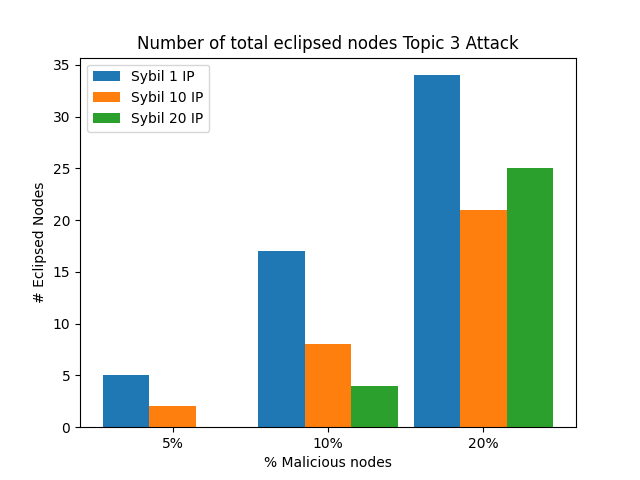 Number of total eclipsed nodes Topic 3 Attack
Sybil 1 IP
Sybil 10 IP
Sybil 20 IP
# Eclipsed Nodes
35
30
25
20
15
10
5
0
5%
10%
20%
% Malicious nodes